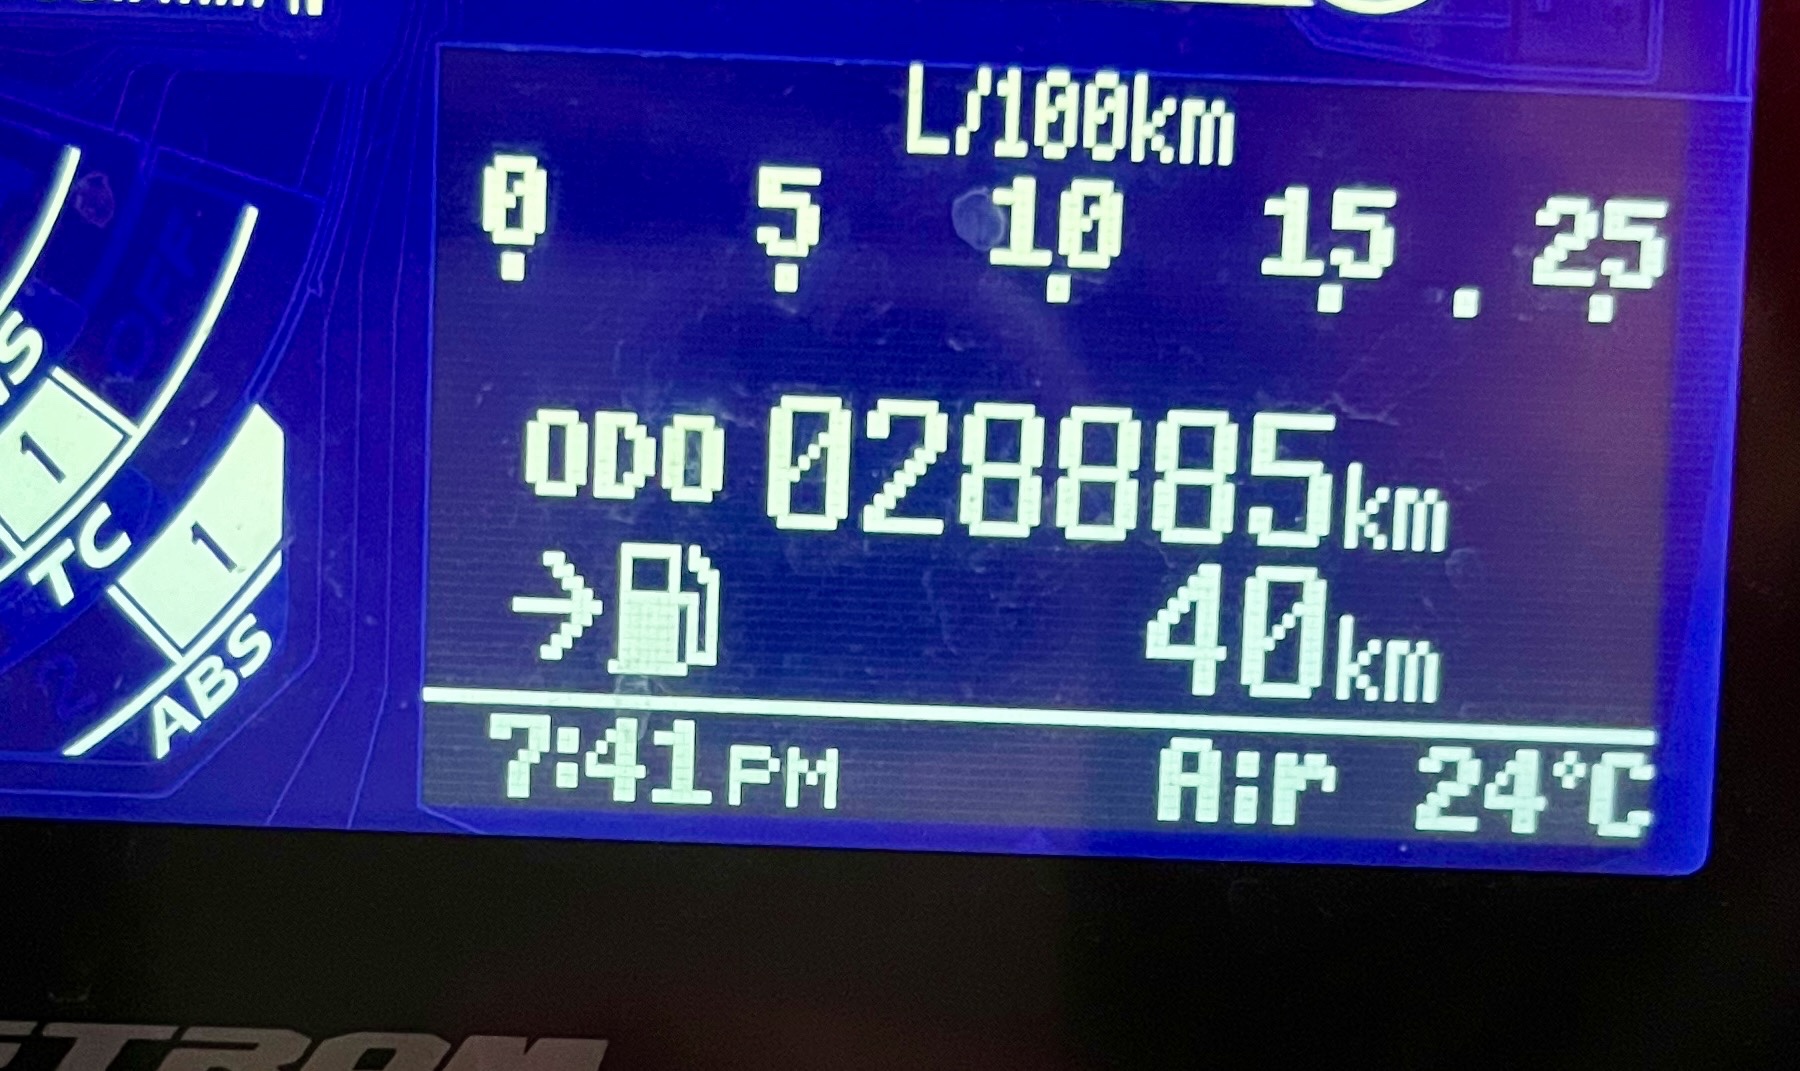 L/100km
0 5 10 15 . 25
ODO 028885km
40km
7:41PM Air 24°C
1
TC
1
ABS